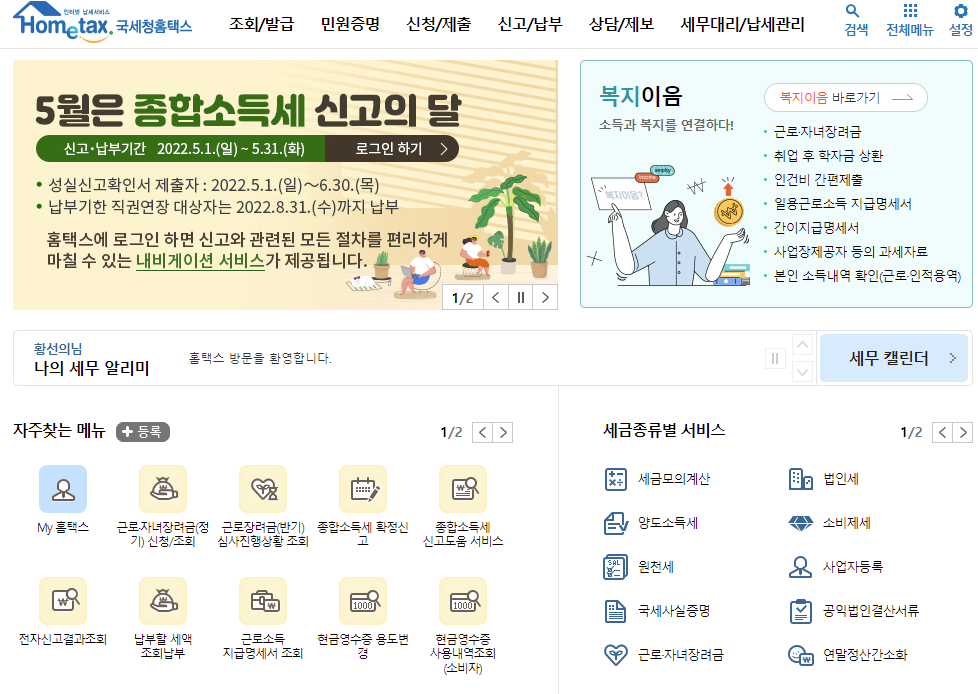 인터넷 납세서비스
Hometax. 국세청홈택스
조회/발급 민원증명 신청/제출 신고/납부 상담/제보 세무대리/납세관리
검색 전체메뉴 설정
5월은 종합소득세 신고의 달
신고·납부기간 2022.5.1.(일) ~ 5.31.(화) 로그인 하기
• 성실신고확인서 제출자 : 2022.5.1.(일)~6.30.(목)
• 납부기한 직권연장 대상자는 2022.8.31.(수)까지 납부
홈택스에 로그인 하면 신고와 관련된 모든 절차를 편리하게
마칠 수 있는 내비게이션 서비스가 제공됩니다.
1/2
복지이음
소득과 복지를 연결하다!
복지이음 바로가기
복지이음?
income
· 근로·자녀장려금
· 취업 후 학자금 상환
· 인건비 간편제출
· 일용근로소득 지급명세서
· 간이지급명세서
· 사업장제공자 등의 과세자료
· 본인 소득내역 확인(근로·인적용역)
황선의님
나의 세무 알리미
홈택스 방문을 환영합니다.
세무 캘린더
자주찾는 메뉴
+ 등록
1/2
My 홈택스
근로·자녀장려금(정
기) 신청/조회
근로장려금(반기)
심사진행상황 조회
종합소득세 확정신
고
종합소득세
신고도움 서비스
전자신고결과조회
납부할 세액
조회납부
근로소득
지급명세서 조회
1000
현금영수증 용도변
경
1000
현금영수증
사용내역조회
(소비자)
세금종류별 서비스
1/2
세금모의계산
법인세
양도소득세
소비제세
SAL
원천세
사업자등록
국세사실증명
공익법인결산서류
근로·자녀장려금
연말정산간소화